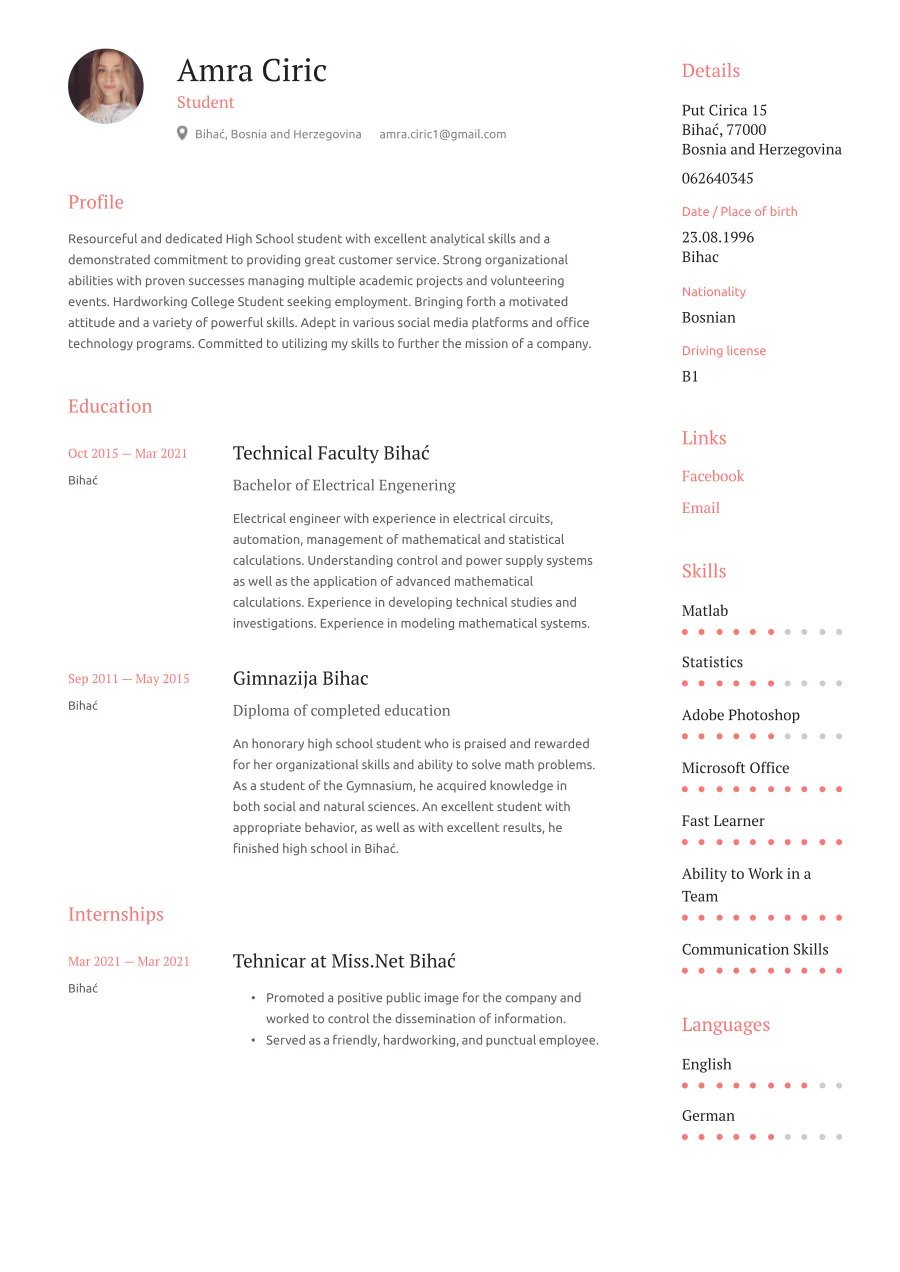 Amra Ciric
Student
Bihać, Bosnia and Herzegovina amra.ciric1@gmail.com
Profile
Resourceful and dedicated High School student with excellent analytical skills and a
demonstrated commitment to providing great customer service. Strong organizational
abilities with proven successes managing multiple academic projects and volunteering
events. Hardworking College Student seeking employment. Bringing forth a motivated
attitude and a variety of powerful skills. Adept in various social media platforms and office
technology programs. Committed to utilizing my skills to further the mission of a company.
Education
Oct 2015 — Mar 2021
Bihać
Technical Faculty Bihać
Bachelor of Electrical Engenering
Electrical engineer with experience in electrical circuits,
automation, management of mathematical and statistical
calculations. Understanding control and power supply systems
as well as the application of advanced mathematical
calculations. Experience in developing technical studies and
investigations. Experience in modeling mathematical systems.
Sep 2011 — May 2015
Bihać
Gimnazija Bihac
Diploma of completed education
An honorary high school student who is praised and rewarded
for her organizational skills and ability to solve math problems.
As a student of the Gymnasium, he acquired knowledge in
both social and natural sciences. An excellent student with
appropriate behavior, as well as with excellent results, he
finished high school in Bihać.
Internships
Mar 2021 — Mar 2021
Bihać
Tehnicar at Miss.Net Bihać
• Promoted a positive public image for the company and
worked to control the dissemination of information.
• Served as a friendly, hardworking, and punctual employee.
Details
Put Cirica 15
Bihać, 77000
Bosnia and Herzegovina
062640345
Date / Place of birth
23.08.1996
Bihac
Nationality
Bosnian
Driving license
B1
Links
Facebook
Email
Skills
Matlab
Statistics
Adobe Photoshop
Microsoft Office
Fast Learner
Ability to Work in a
Team
Communication Skills
Languages
English
German